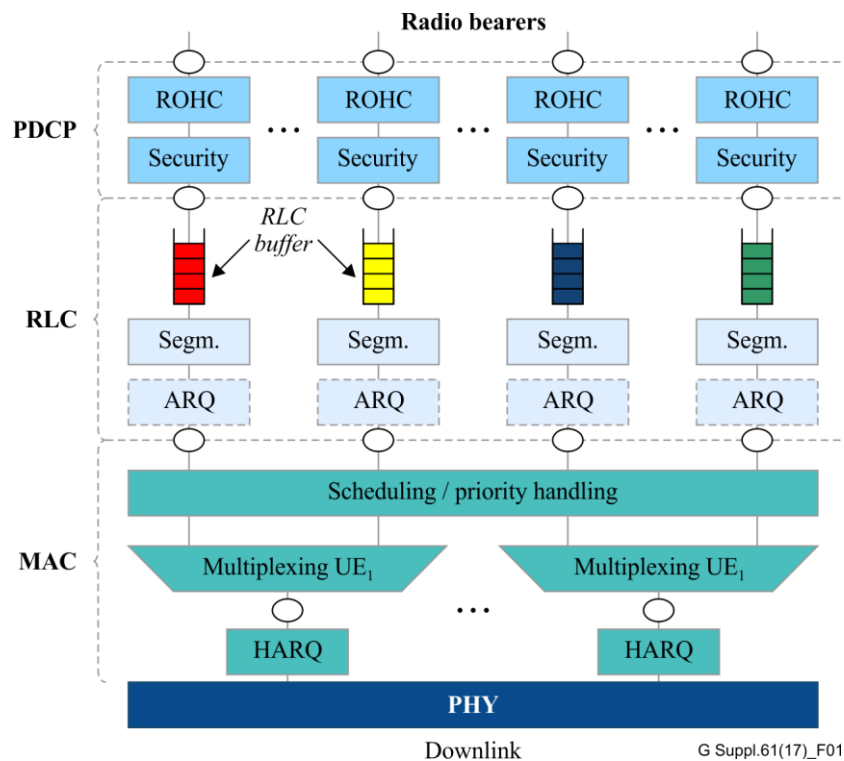 Radio bearers
PDCP
ROHC ROHC ROHC ROHC
... ... ...
Security Security Security Security
RLC
buffer
RLC
Segm. Segm. Segm. Segm.
ARQ ARQ ARQ ARQ
Scheduling / priority handling
MAC
Multiplexing UE₁ Multiplexing UE₁
...
HARQ HARQ
PHY
Downlink
G Suppl.61(17)_F01